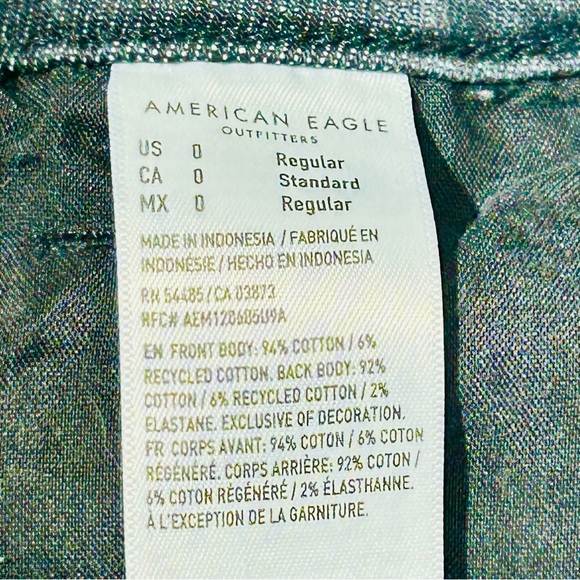 AMERICAN EAGLE
OUTFITTERS
US 0 Regular
CA 0 Standard
MX 0 Regular
MADE IN INDONESIA / FABRIQUÉ EN
INDONÉSIE / HECHO EN INDONESIA
RN 54485 / CA 03873
RFC# AEM120605U9A
EN FRONT BODY: 94% COTTON / 6%
RECYCLED COTTON. BACK BODY: 92%
COTTON / 6% RECYCLED COTTON / 2%
ELASTANE. EXCLUSIVE OF DECORATION.
FR CORPS AVANT: 94% COTON / 6% COTON
RÉGÉNÉRÉ. CORPS ARRIÈRE: 92% COTON /
6% COTON RÉGÉNÉRÉ / 2% ÉLASTHANNE.
À L'EXCEPTION DE LA GARNITURE.